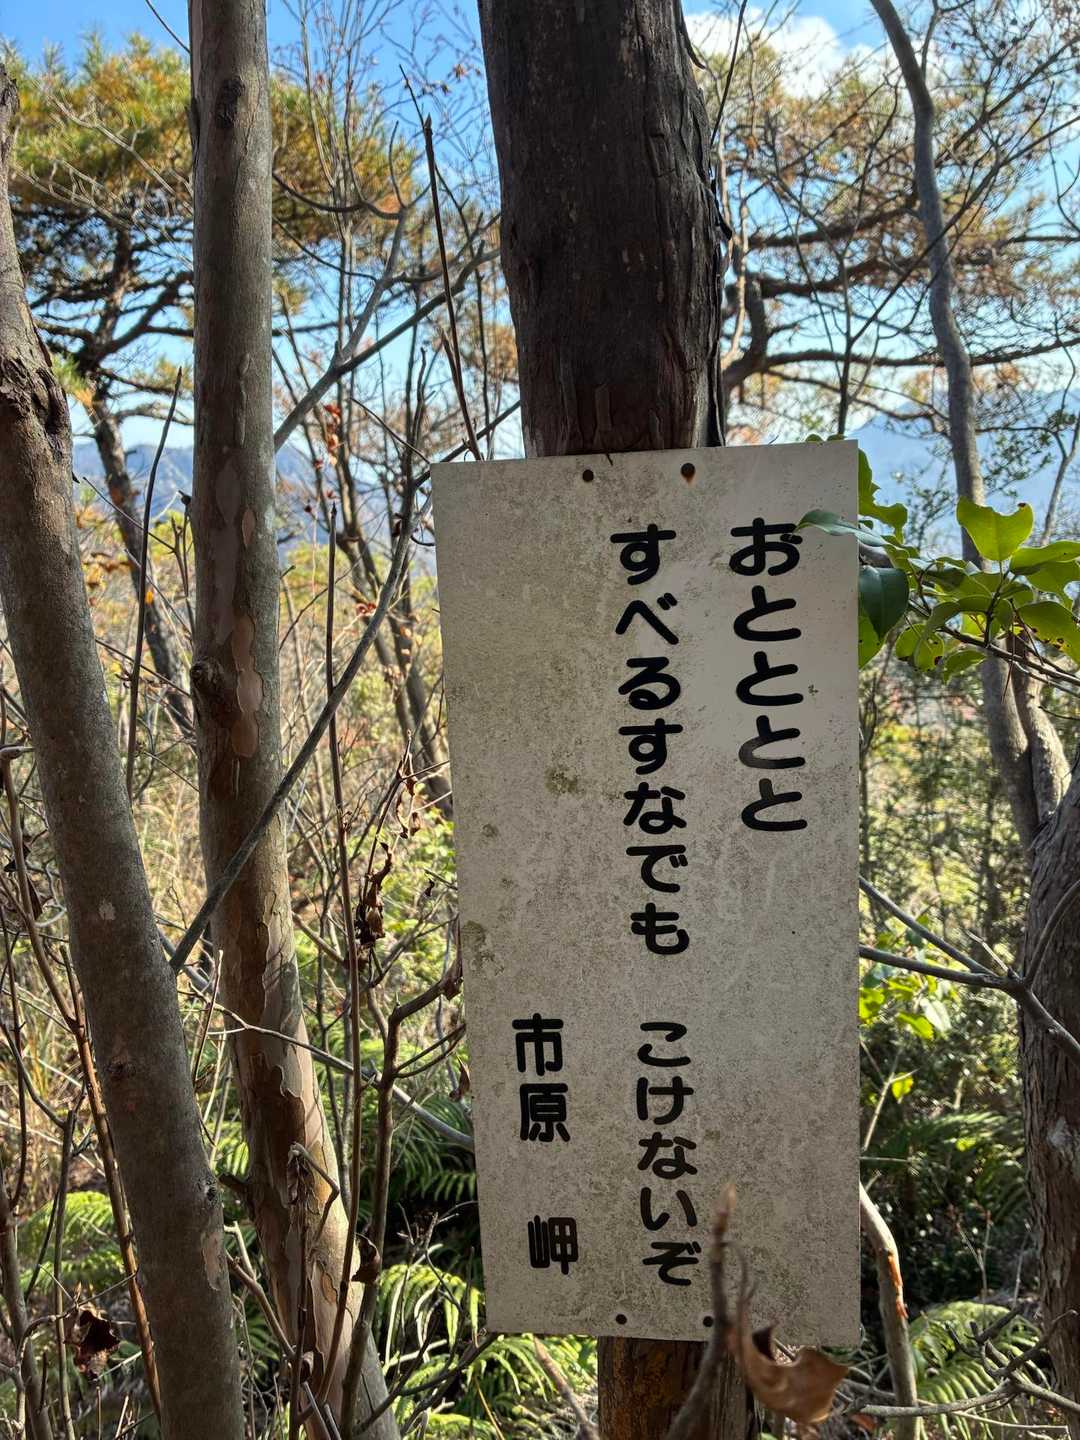 おととと
すべるすなでも こけないぞ
市原 岬